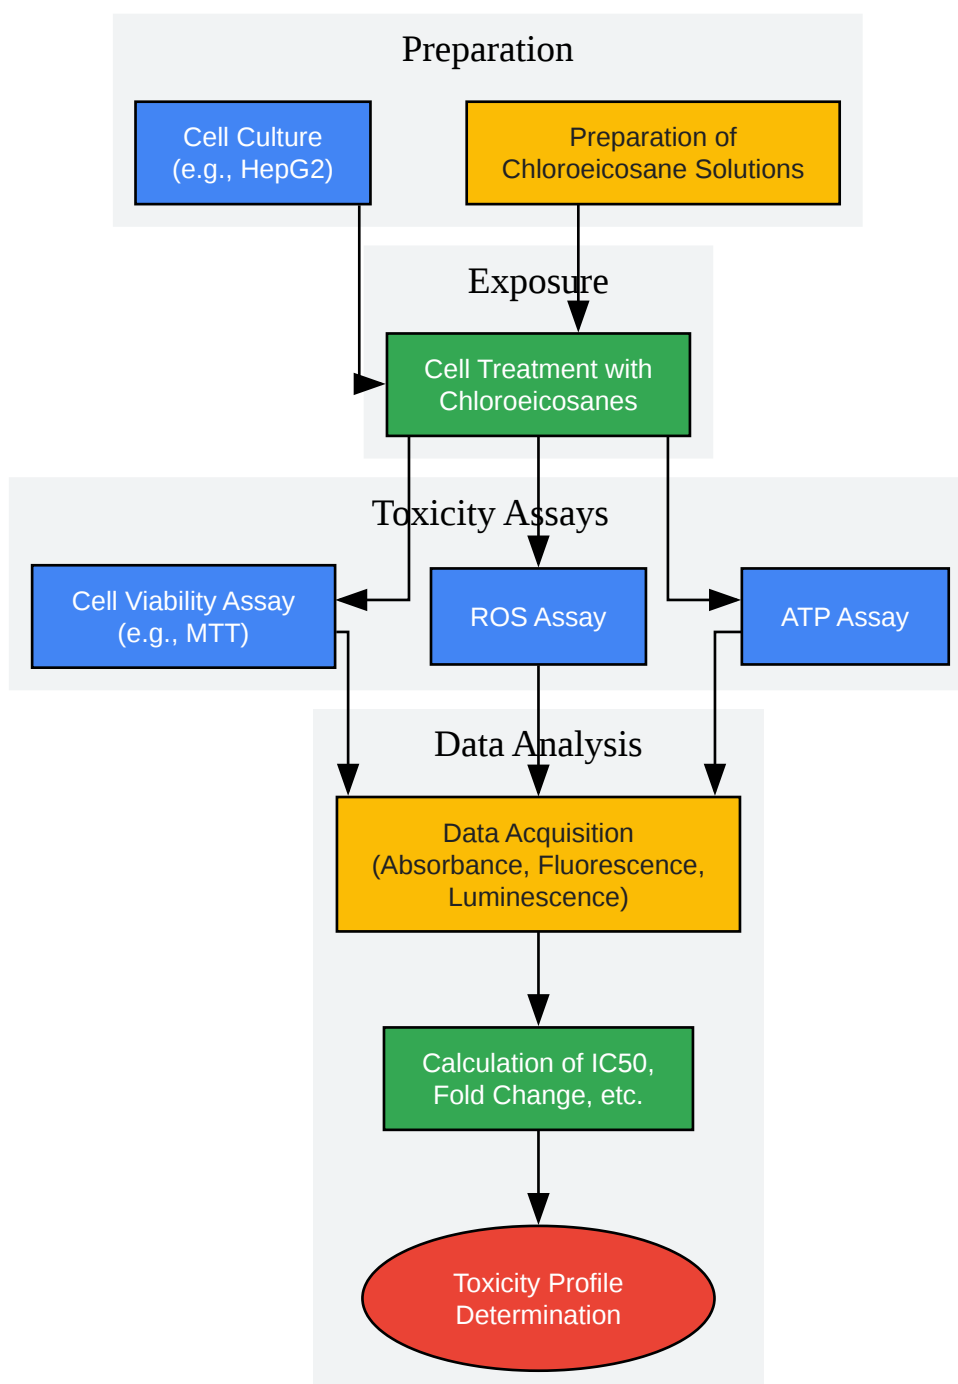 Preparation
Cell Culture
(e.g., HepG2)
Preparation of
Chloroeicosane Solutions
Exposure
Cell Treatment with
Chloroeicosanes
Toxicity Assays
Cell Viability Assay
(e.g., MTT)
ROS Assay
ATP Assay
Data Analysis
Data Acquisition
(Absorbance, Fluorescence,
Luminescence)
Calculation of IC50,
Fold Change, etc.
Toxicity Profile
Determination